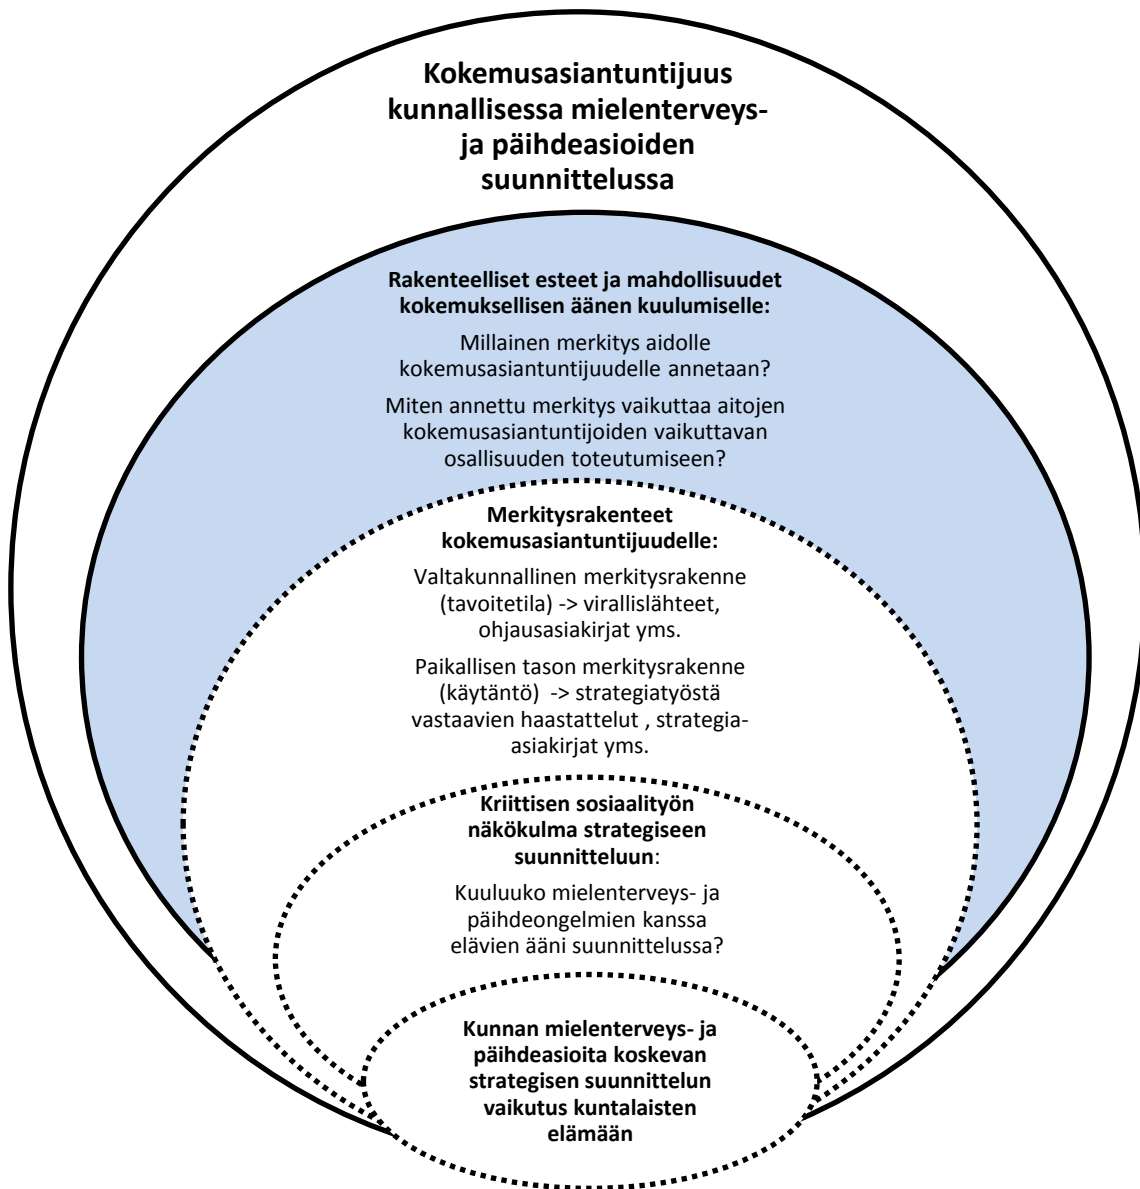 Kokemusasiantuntijuus
kunnallisessa mielenterveys-
ja päihdeasioiden
suunnittelussa
Rakenteelliset esteet ja mahdollisuudet
kokemuksellisen äänen kuulumiselle:
Millainen merkitys aidolle
kokemusasiantuntijuudelle annetaan?
Miten annettu merkitys vaikuttaa aitojen
kokemusasiantuntijoiden vaikuttavan
osallisuuden toteutumiseen?
Merkitysrakenteet
kokemusasiantuntijuudelle:
Valtakunnallinen merkitysrakenne
(tavoitetila) -> virallislähteet,
ohjausasiakirjat yms.
Paikallisen tason merkitysrakenne
(käytäntö) -> strategiatyöstä
vastaavien haastattelut , strategia-
asiakirjat yms.
Kriittisen sosiaalityön
näkökulma strategiseen
suunnitteluun:
Kuuluuko mielenterveys- ja
päihdeongelmien kanssa
elävien ääni suunnittelussa?
Kunnan mielenterveys- ja
päihdeasioita koskevan
strategisen suunnittelun
vaikutus kuntalaisten
elämään